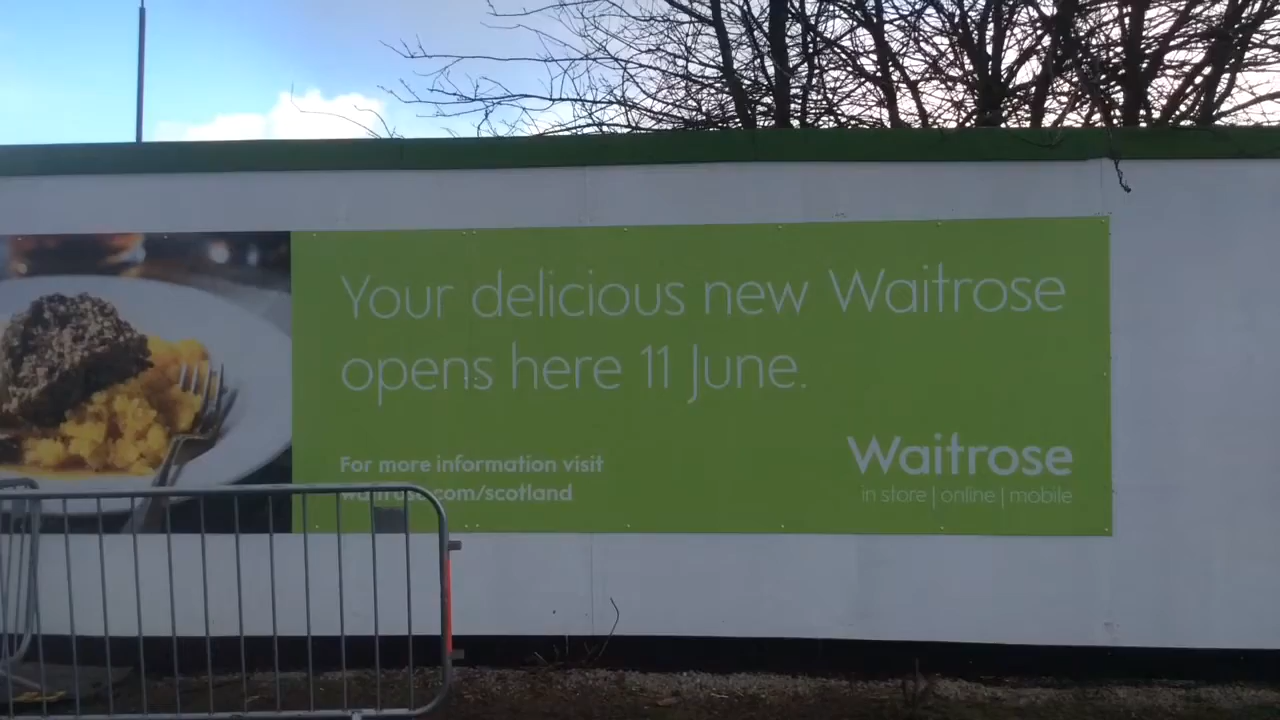 Your delicious new Waitrose
opens here 11 June.
For more information visit
waitrose.com/scotland
Waitrose
in store | online | mobile